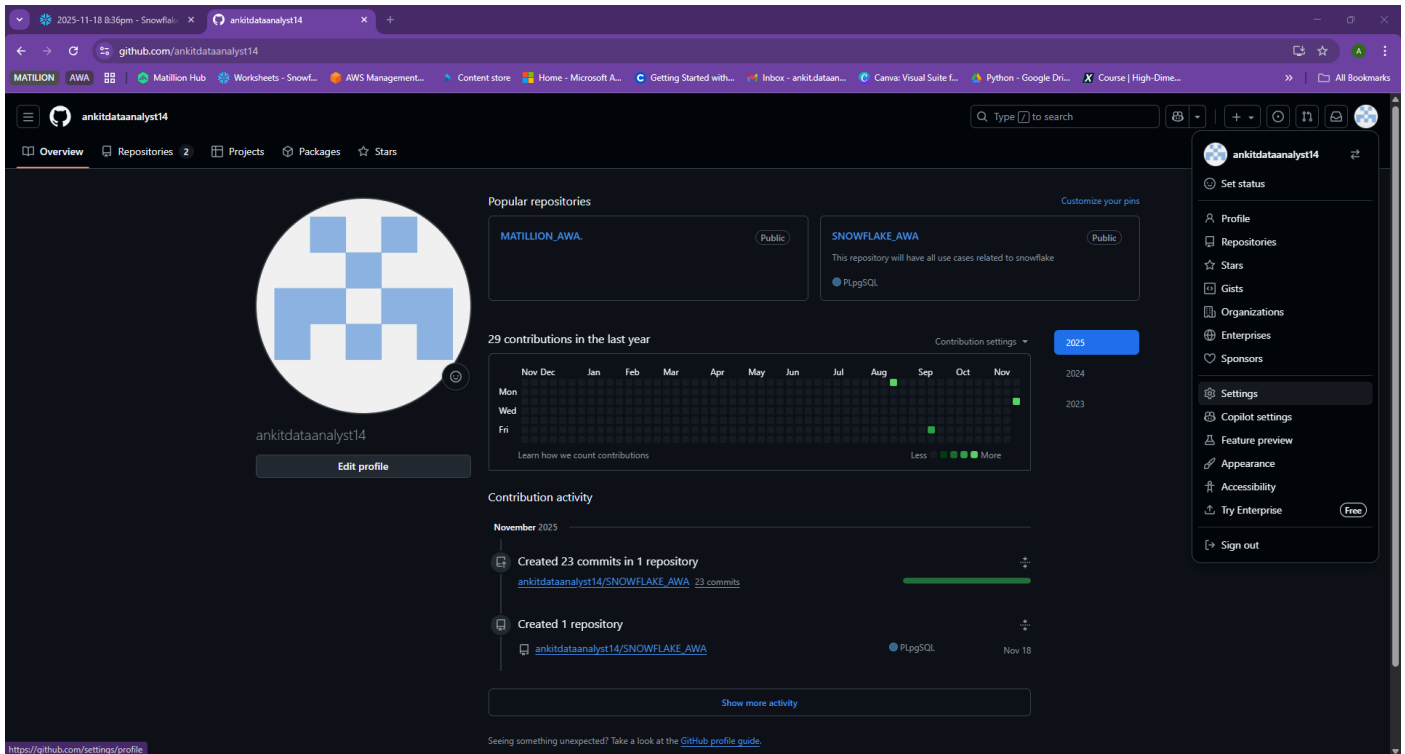 2025-11-18 8:36pm - Snowflak
ankitdataanalyst14
github.com/ankitdataanalyst14
A
MATILION
AWA
Matillion Hub
Worksheets - Snowf...
AWS Management...
Content store
Home - Microsoft A...
Getting Started with...
Inbox - ankit.dataan...
Canva: Visual Suite f...
Python - Google Dri...
Course | High-Dime...
»
All Bookmarks
ankitdataanalyst14
Type / to search
Overview
Repositories 2
Projects
Packages
Stars
ankitdataanalyst14
Edit profile
Popular repositories
Customize your pins
MATILLION_AWA.
Public
SNOWFLAKE_AWA
Public
This repository will have all use cases related to snowflake
PLpgSQL
29 contributions in the last year
Contribution settings
2025
2024
2023
Nov Dec Jan Feb Mar Apr May Jun Jul Aug Sep Oct Nov
Mon
Wed
Fri
Learn how we count contributions
Less More
Contribution activity
November 2025
Created 23 commits in 1 repository
ankitdataanalyst14/SNOWFLAKE_AWA 23 commits
Created 1 repository
ankitdataanalyst14/SNOWFLAKE_AWA
PLpgSQL
Nov 18
Show more activity
Seeing something unexpected? Take a look at the GitHub profile guide.
ankitdataanalyst14
Set status
Profile
Repositories
Stars
Gists
Organizations
Enterprises
Sponsors
Settings
Copilot settings
Feature preview
Appearance
Accessibility
Try Enterprise Free
Sign out
https://github.com/settings/profile